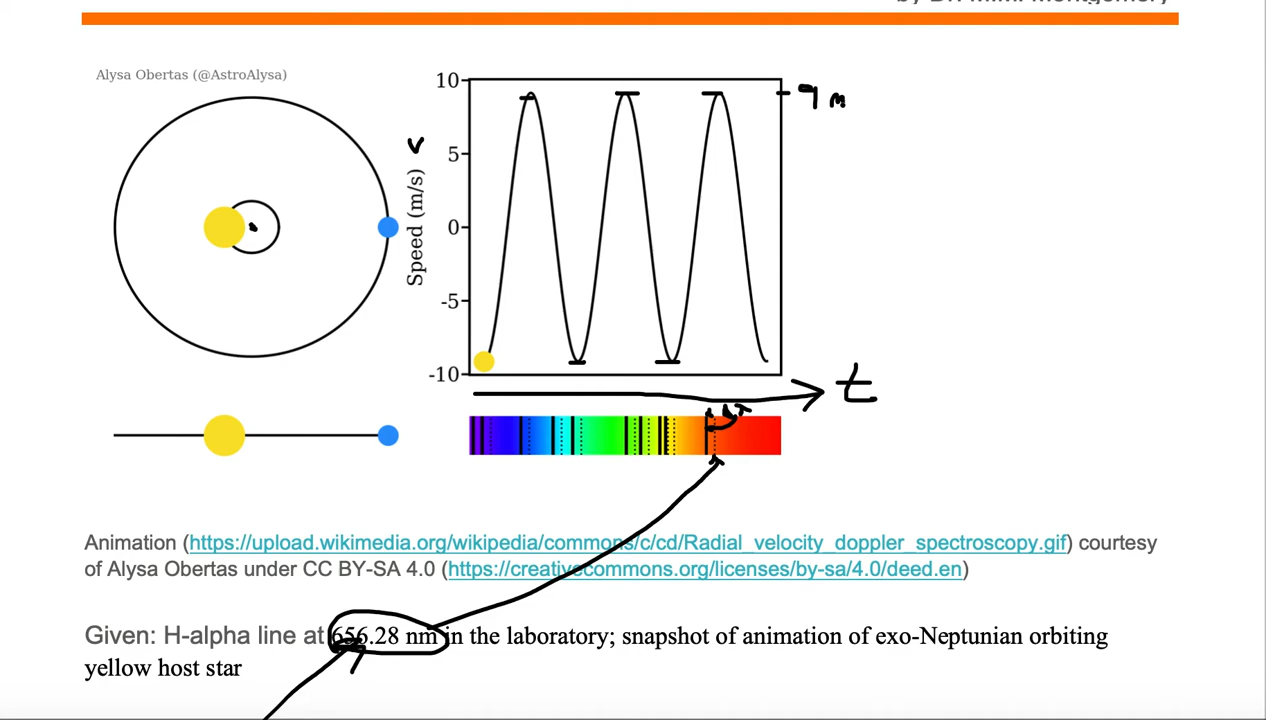 Alysa Obertas (@AstroAlysa)
10
5
0
-5
-10
Speed (m/s)
v
9 m
t
Δλ
Animation (https://upload.wikimedia.org/wikipedia/commons/c/cd/Radial_velocity_doppler_spectroscopy.gif) courtesy
of Alysa Obertas under CC BY-SA 4.0 (https://creativecommons.org/licenses/by-sa/4.0/deed.en)
Given: H-alpha line at 656.28 nm in the laboratory; snapshot of animation of exo-Neptunian orbiting
yellow host star